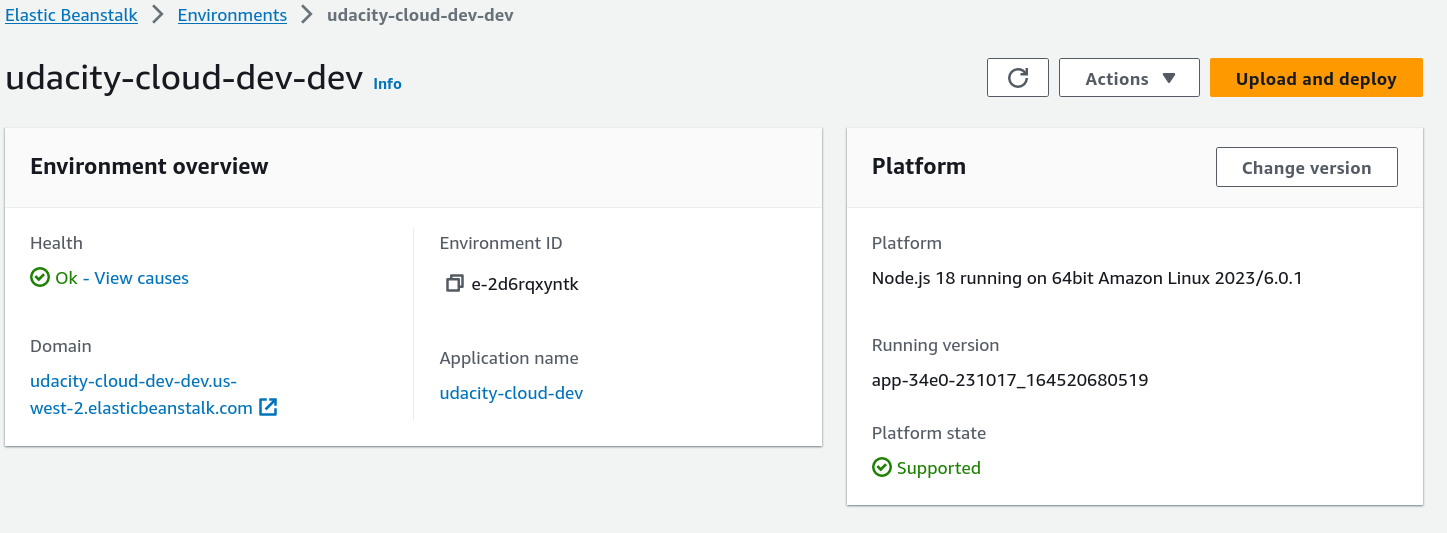 Elastic Beanstalk > Environments > udacity-cloud-dev-dev
udacity-cloud-dev-dev Info
Actions
Upload and deploy
Environment overview
Health
Ok - View causes
Domain
udacity-cloud-dev-dev.us-
west-2.elasticbeanstalk.com
Environment ID
e-2d6rqxyntk
Application name
udacity-cloud-dev
Platform
Change version
Platform
Node.js 18 running on 64bit Amazon Linux 2023/6.0.1
Running version
app-34e0-231017_164520680519
Platform state
Supported